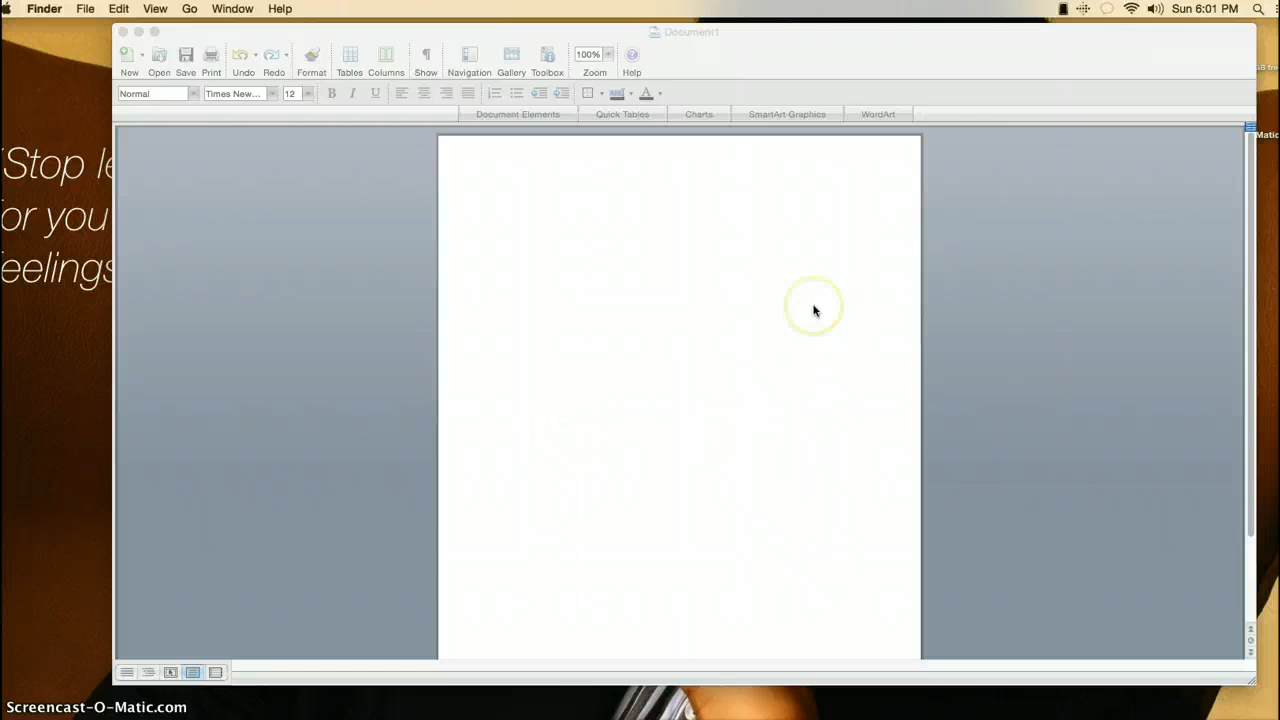 Finder File Edit View Go Window Help Sun 6:01 PM
Document1
100%
New Open Save Print Undo Redo Format Tables Columns Show Navigation Gallery Toolbox Zoom Help
Normal Times New... 12 B I U A
Document Elements Quick Tables Charts SmartArt Graphics WordArt
Matic
Stop
or you
eelings
Screencast-O-Matic.com